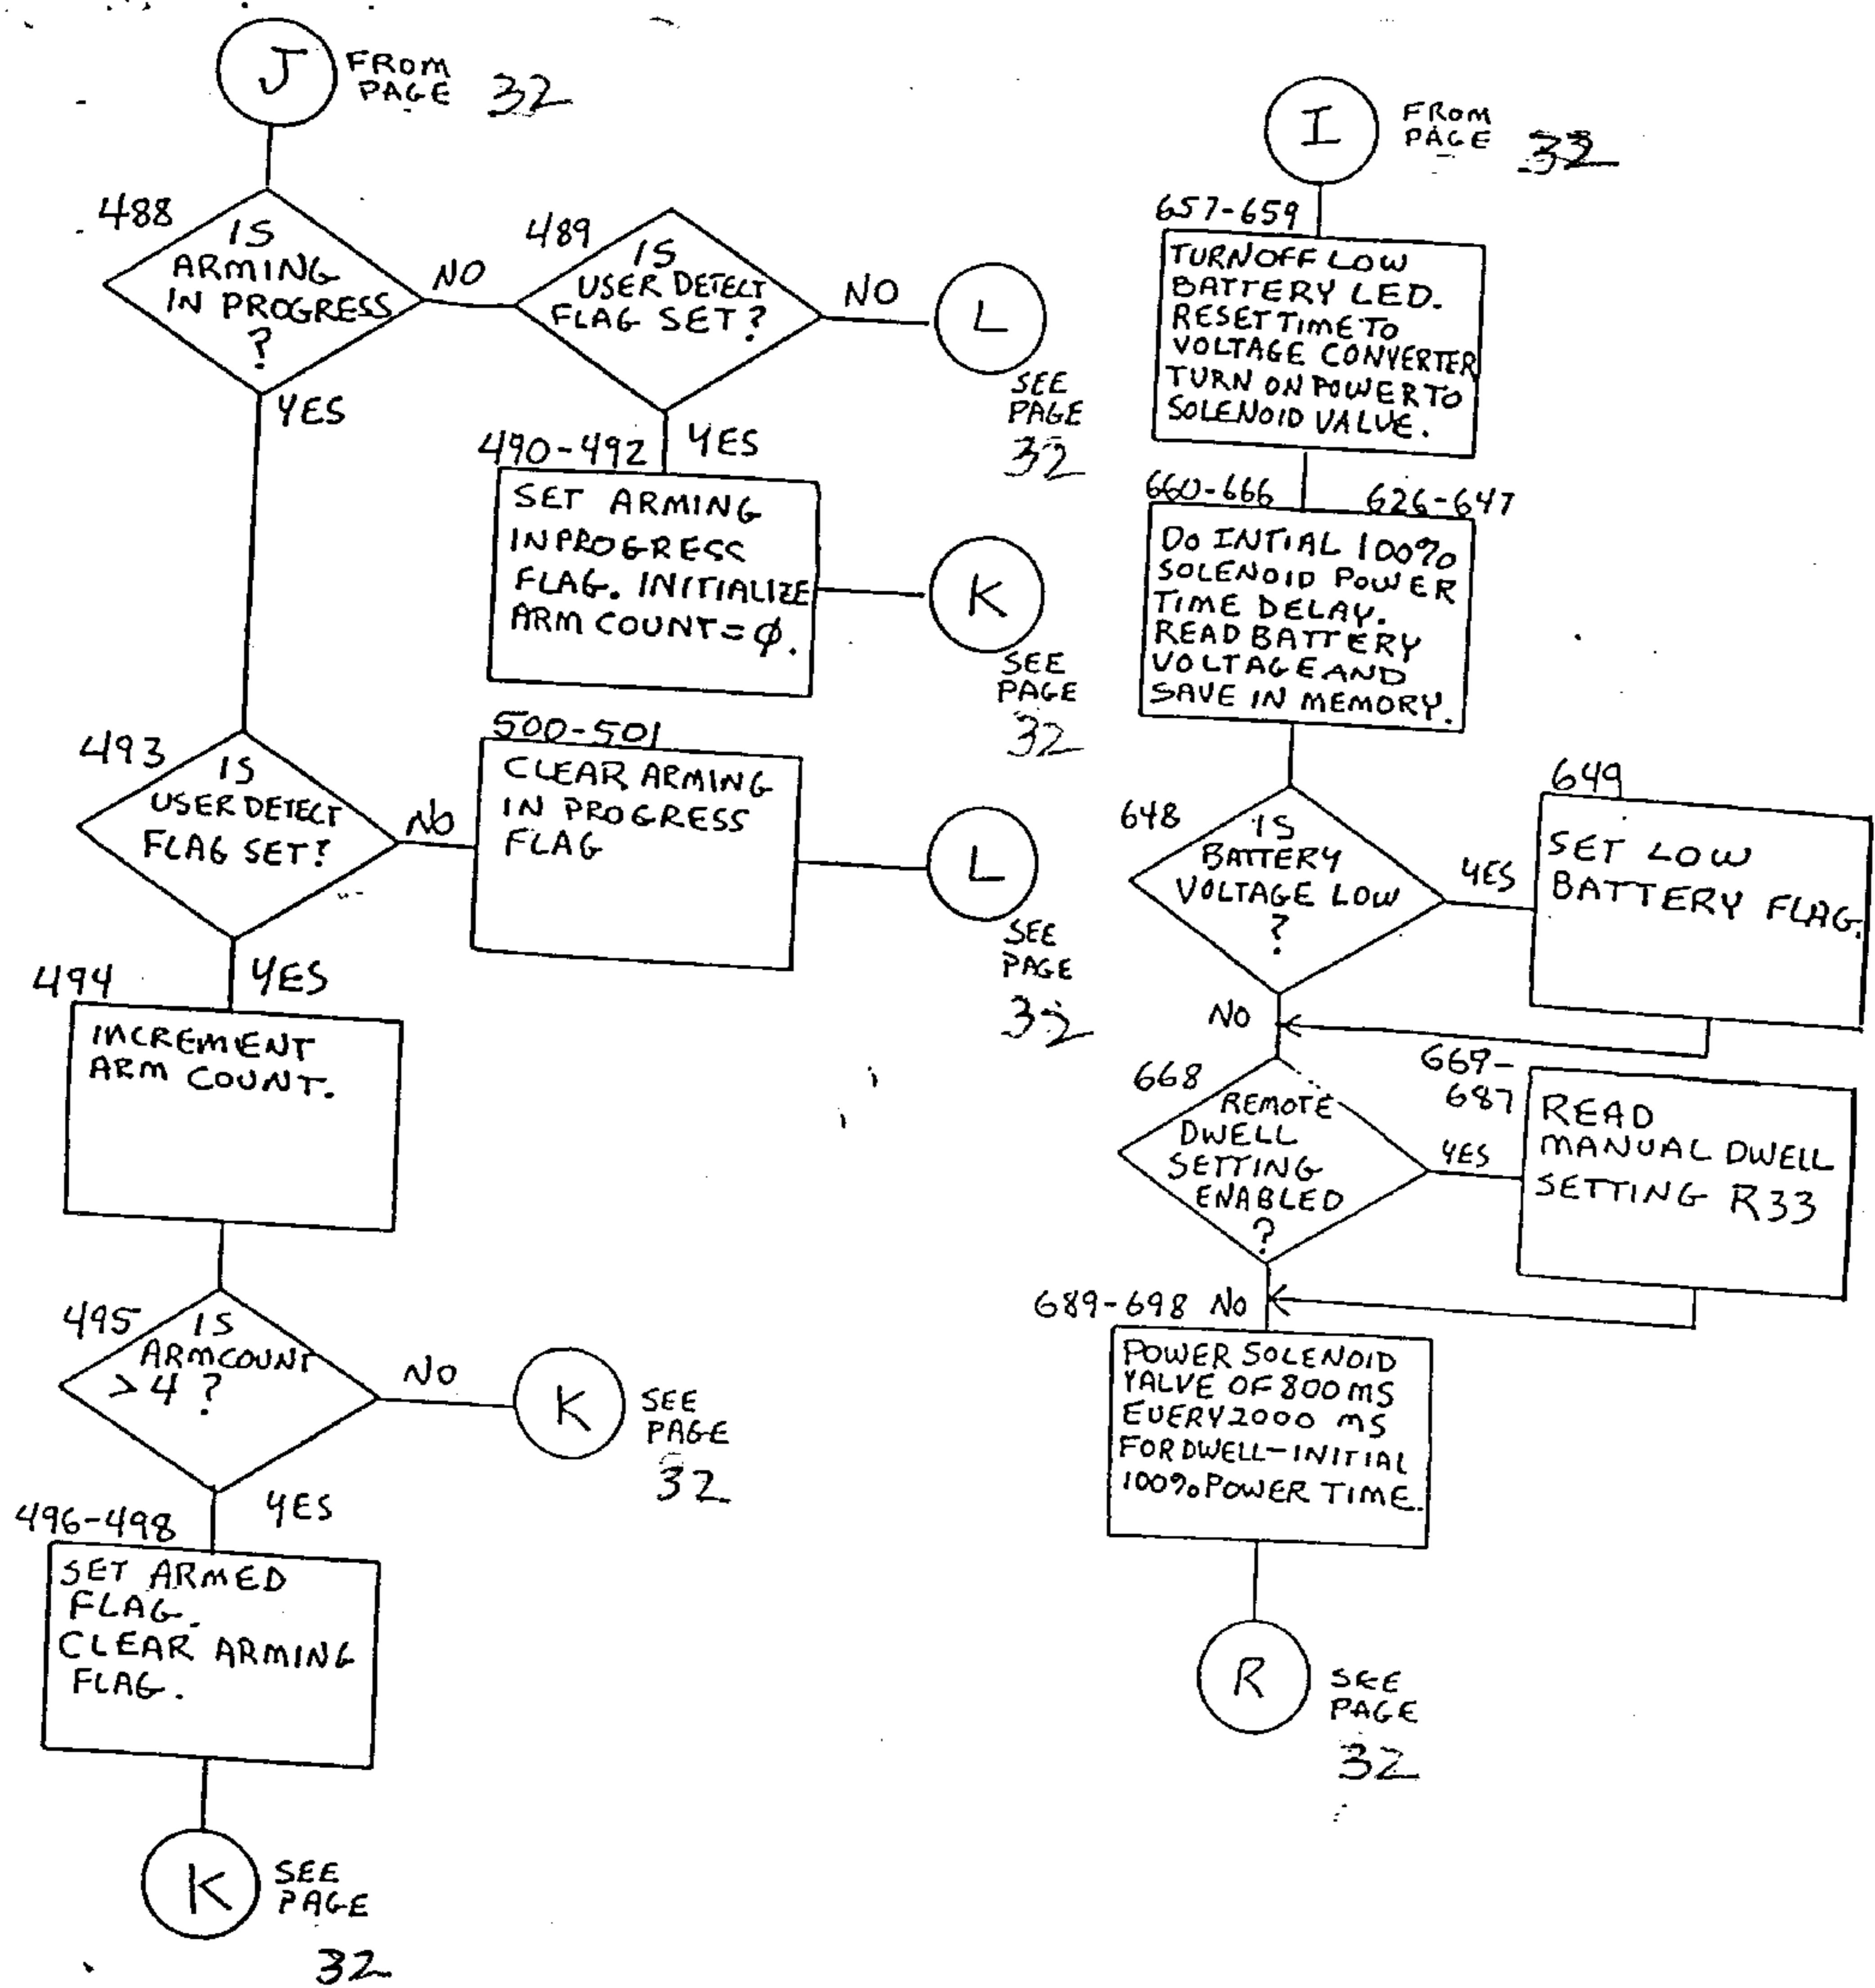 J
FROM
PAGE 32
488
IS
ARMING
IN PROGRESS
?
NO
YES
489
IS
USER DETECT
FLAG SET?
NO
L
SEE
PAGE
32
YES
490-492
SET ARMING
INPROGRESS
FLAG. INITIALIZE
ARM COUNT=φ.
K
SEE
PAGE
32
493
IS
USER DETECT
FLAG SET?
NO
500-501
CLEAR ARMING
IN PROGRESS
FLAG
L
SEE
PAGE
32
YES
494
INCREMENT
ARM COUNT.
495
IS
ARMCOUNT
>4?
NO
K
SEE
PAGE
32
YES
496-498
SET ARMED
FLAG.
CLEAR ARMING
FLAG.
K
SEE
PAGE
32
I
FROM
PAGE 32
657-659
TURN OFF LOW
BATTERY LED.
RESET TIME TO
VOLTAGE CONVERTER
TURN ON POWER TO
SOLENOID VALUE.
660-666
626-647
DO INTIAL 100%
SOLENOID POWER
TIME DELAY.
READ BATTERY
VOLTAGE AND
SAVE IN MEMORY.
648
IS
BATTERY
VOLTAGE LOW
?
YES
649
SET LOW
BATTERY FLAG.
NO
668
REMOTE
DWELL
SETTING
ENABLED
?
YES
669-
687
READ
MANUAL DWELL
SETTING R33
689-698
NO
POWER SOLENOID
VALVE OF 800 MS
EVERY 2000 MS
FOR DWELL-INITIAL
100% POWER TIME.
R
SEE
PAGE
32